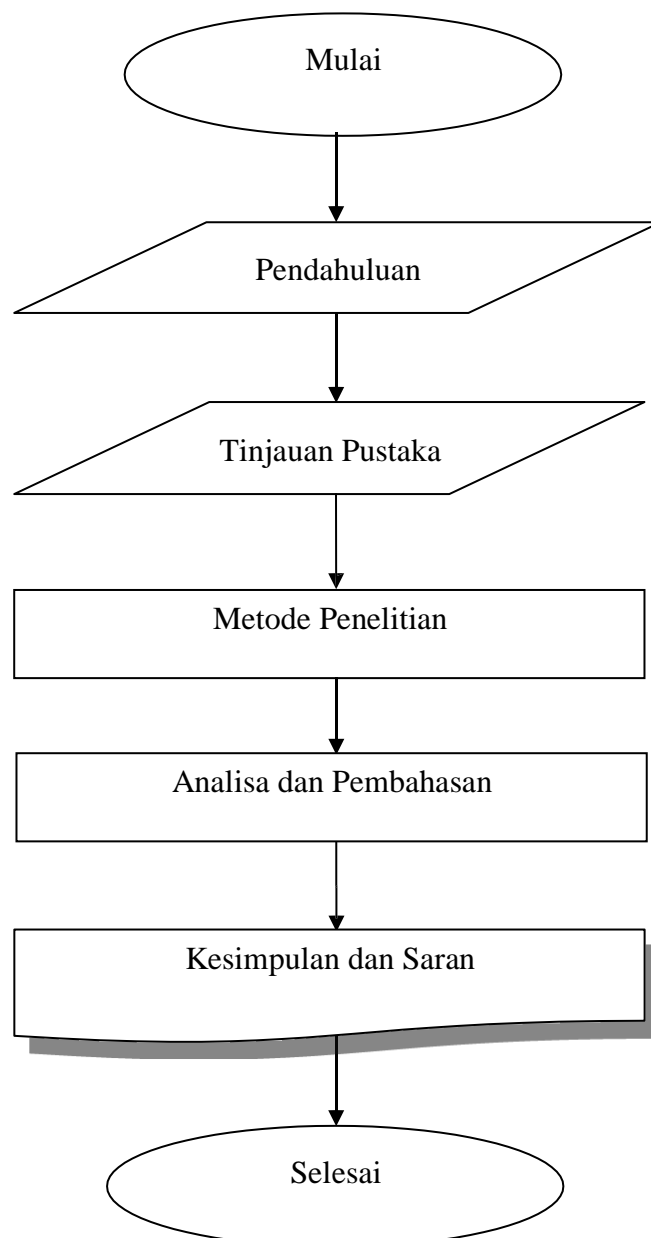 Mulai
Pendahuluan
Tinjauan Pustaka
Metode Penelitian
Analisa dan Pembahasan
Kesimpulan dan Saran
Selesai